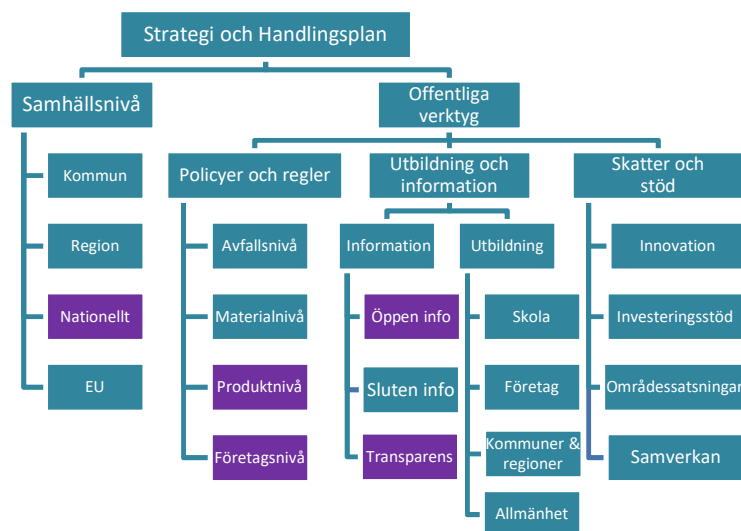 Strategi och Handlingsplan
Samhällsnivå
Kommun
Region
Nationellt
EU
Offentliga
verktyg
Policyer och regler
Avfallsnivå
Materialnivå
Produktnivå
Företagsnivå
Utbildning och
information
Information
Öppen info
Sluten info
Transparens
Utbildning
Skola
Företag
Kommuner &
regioner
Allmänhet
Skatter och
stöd
Innovation
Investeringsstöd
Områdessatsningar
Samverkan